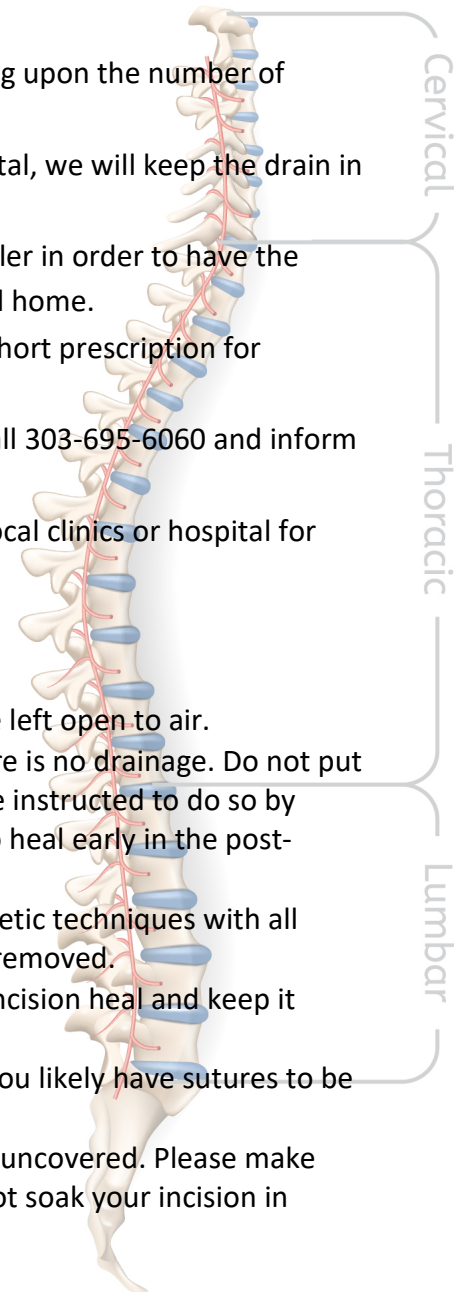 g upon the number of
tal, we will keep the drain in
ler in order to have the
l home.
hort prescription for
all 303-695-6060 and inform
ocal clinics or hospital for
e left open to air.
re is no drainage. Do not put
e instructed to do so by
o heal early in the post-
etic techniques with all
removed.
ncision heal and keep it
ou likely have sutures to be
uncovered. Please make
ot soak your incision in
Cervical
Thoracic
Lumbar